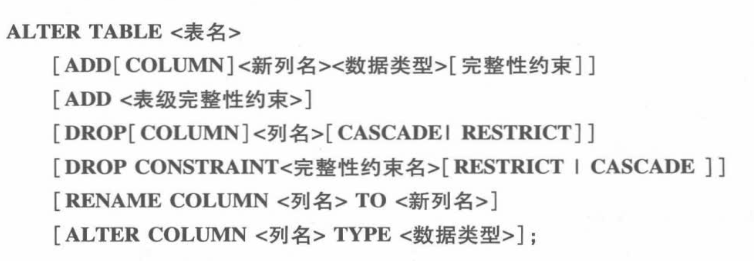 ALTER TABLE <表名>
[ADD[COLUMN]<新列名><数据类型>[完整性约束]]
[ADD <表级完整性约束>]
[DROP[COLUMN]<列名>[CASCADE| RESTRICT]]
[DROP CONSTRAINT<完整性约束名>[RESTRICT | CASCADE ]]
[RENAME COLUMN <列名> TO <新列名>]
[ALTER COLUMN <列名> TYPE <数据类型>];